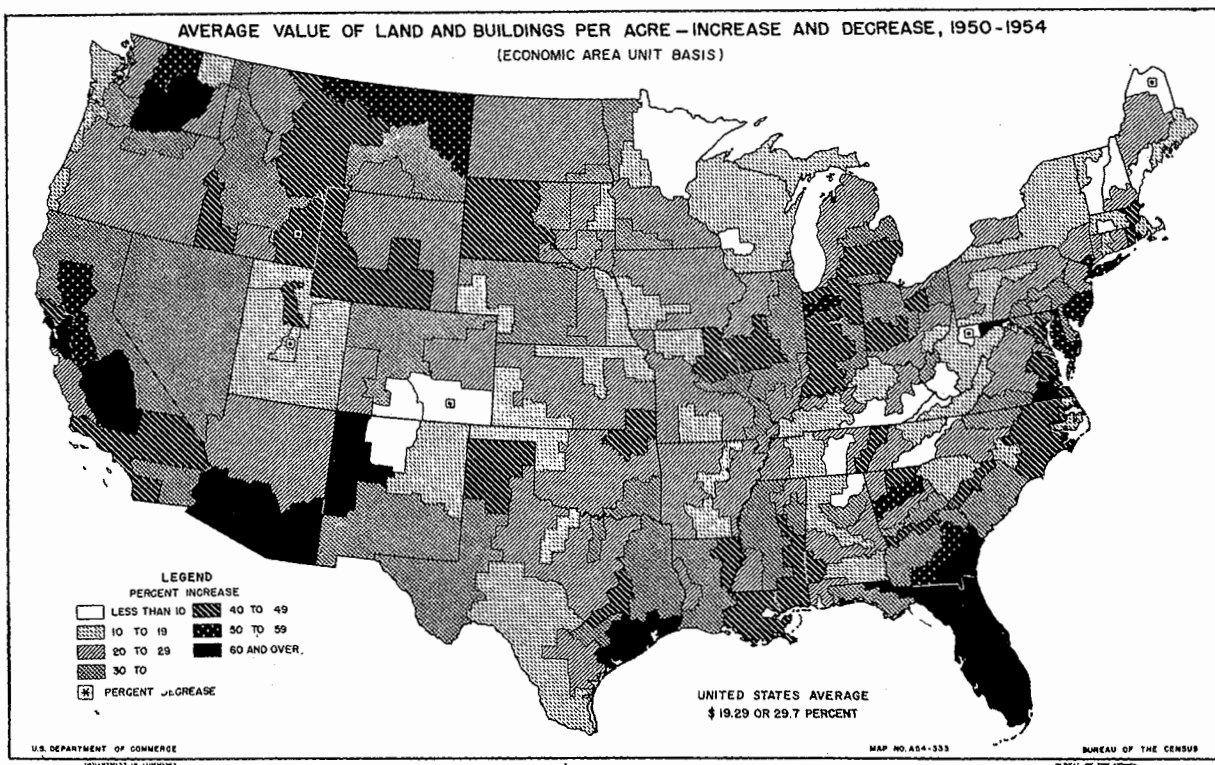 AVERAGE VALUE OF LAND AND BUILDINGS PER ACRE – INCREASE AND DECREASE, 1950-1954
(ECONOMIC AREA UNIT BASIS)
LEGEND
PERCENT INCREASE
LESS THAN 10
10 TO 19
20 TO 29
30 TO
40 TO 49
50 TO 59
60 AND OVER
* PERCENT DECREASE
UNITED STATES AVERAGE
$ 19.29 OR 29.7 PERCENT
U.S. DEPARTMENT OF COMMERCE
MAP NO. A54-333
BUREAU OF THE CENSUS